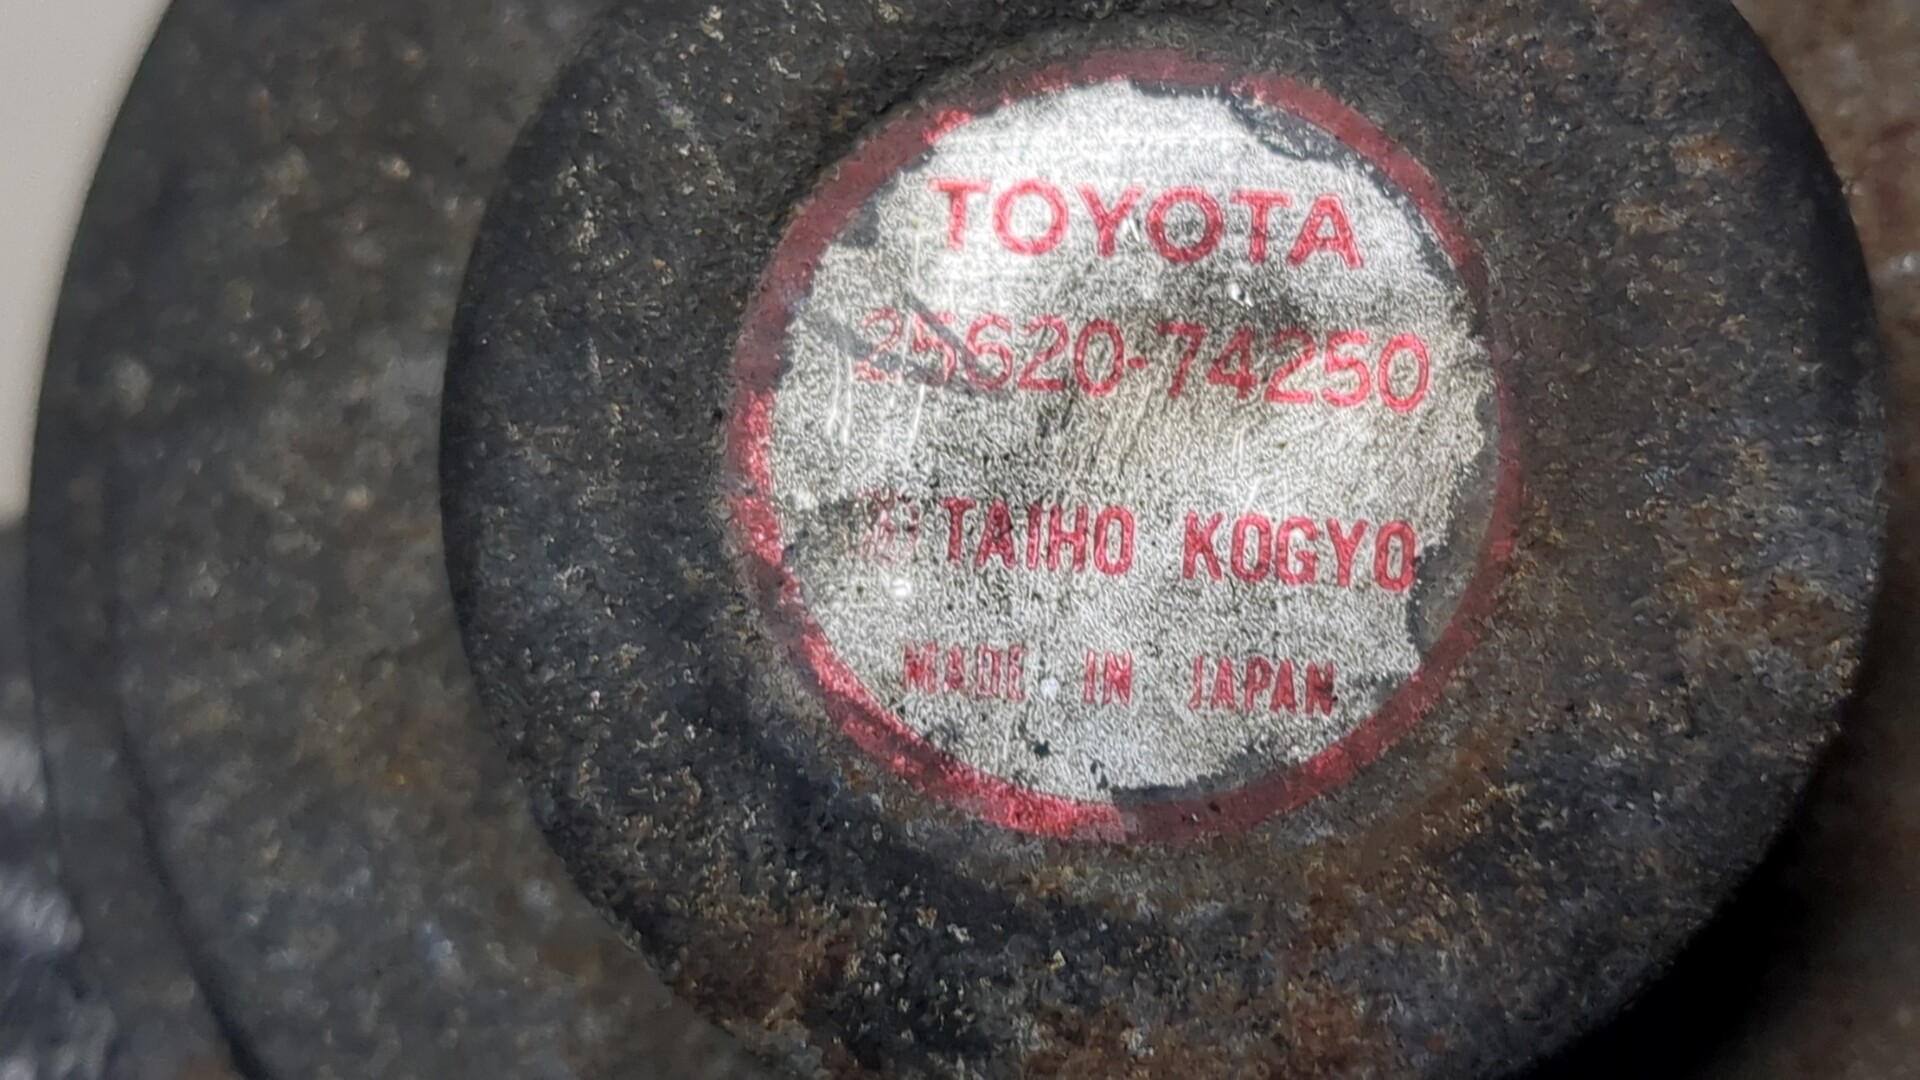 TOYOTA
25620-74250
TAIHO KOGYO
MADE IN JAPAN